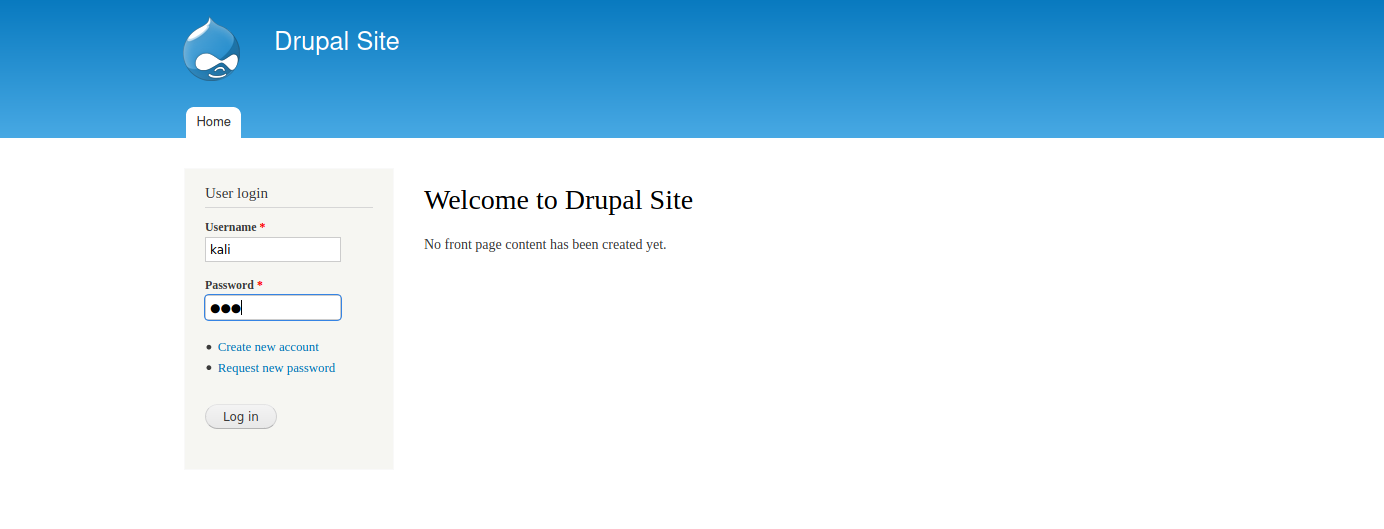 Drupal Site
Home
User login
Username *
kali
Password *
●●●
Create new account
Request new password
Log in
Welcome to Drupal Site
No front page content has been created yet.